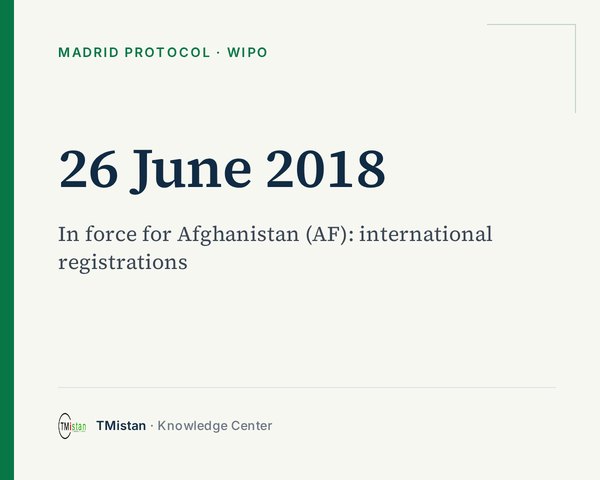 MADRID PROTOCOL · WIPO
26 June 2018
In force for Afghanistan (AF): international
registrations
TMistan
TMistan · Knowledge Center